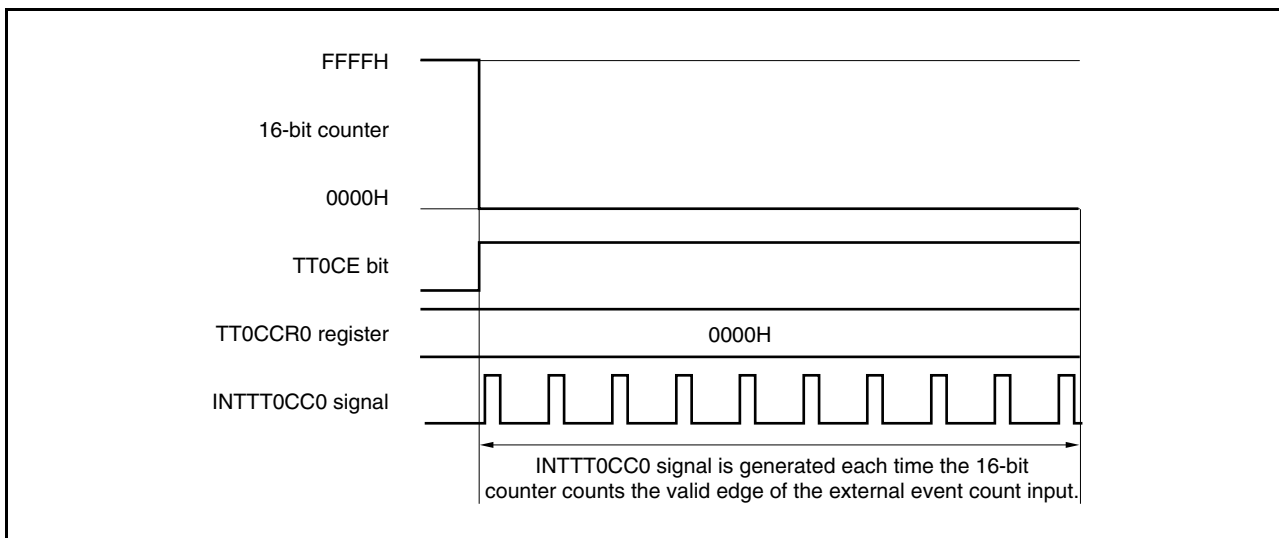 FFFFH
16-bit counter
0000H
TT0CE bit
TT0CCR0 register
0000H
INTTT0CC0 signal
INTTT0CC0 signal is generated each time the 16-bit
counter counts the valid edge of the external event count input.